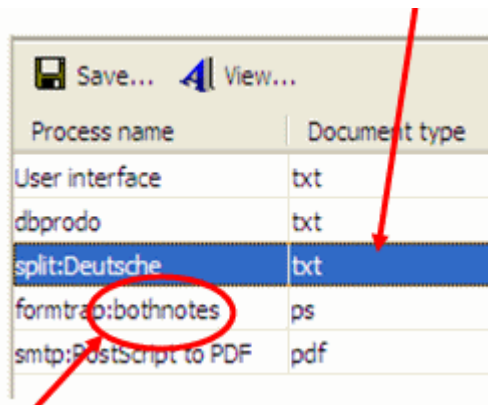 Save... View...
Process name Document type
User interface txt
dbprodo txt
split:Deutsche txt
formtrap:bothnotes ps
smtp:PostScript to PDF pdf